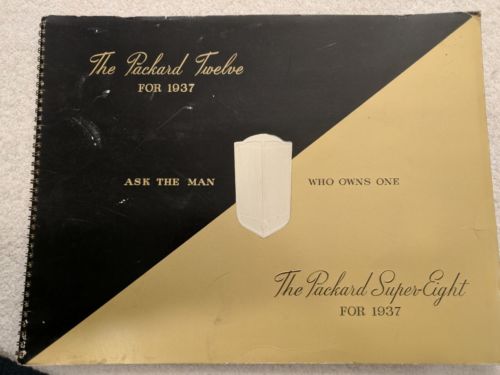 The Packard Twelve
FOR 1937
ASK THE MAN WHO OWNS ONE
The Packard Super-Eight
FOR 1937